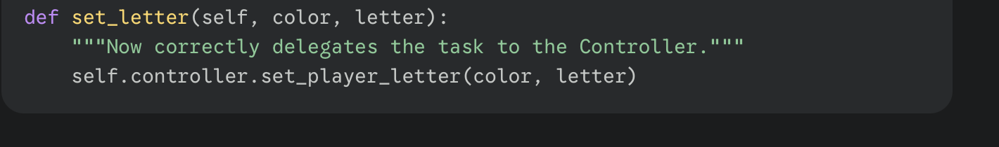 def set_letter(self, color, letter):
    """Now correctly delegates the task to the Controller."""
    self.controller.set_player_letter(color, letter)